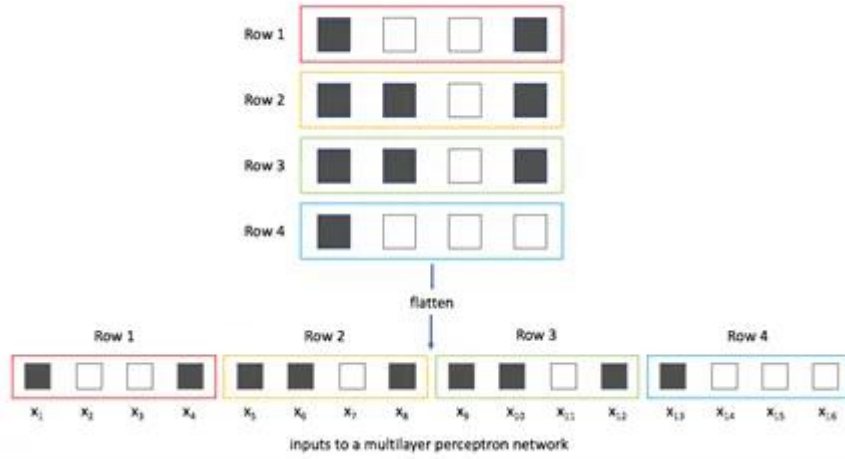 Row 1
Row 2
Row 3
Row 4
flatten
Row 1 Row 2 Row 3 Row 4
x₁ x₂ x₃ x₄ x₅ x₆ x₇ x₈ x₉ x₁₀ x₁₁ x₁₂ x₁₃ x₁₄ x₁₅ x₁₆
inputs to a multilayer perceptron network